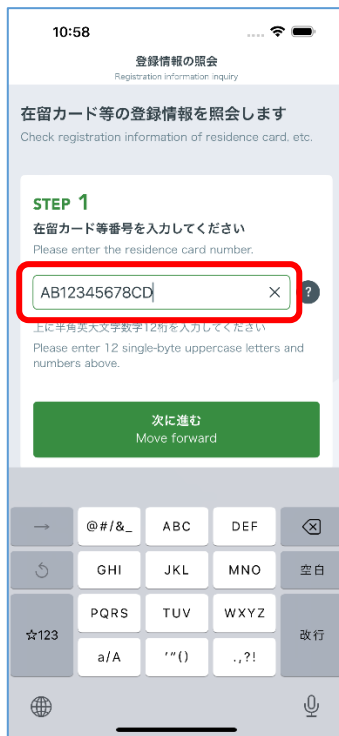 10:58
登録情報の照会
Registration information inquiry
在留カード等の登録情報を照会します
Check registration information of residence card, etc.
STEP 1
在留カード等番号を入力してください
Please enter the residence card number.
AB12345678CD
?
上に半角英大文字数字12桁を入力してください
Please enter 12 single-byte uppercase letters and
numbers above.
次に進む
Move forward
→ @#/&_ ABC DEF
GHI JKL MNO 空白
PQRS TUV WXYZ
☆123 改行
a/A ’”() .,?!